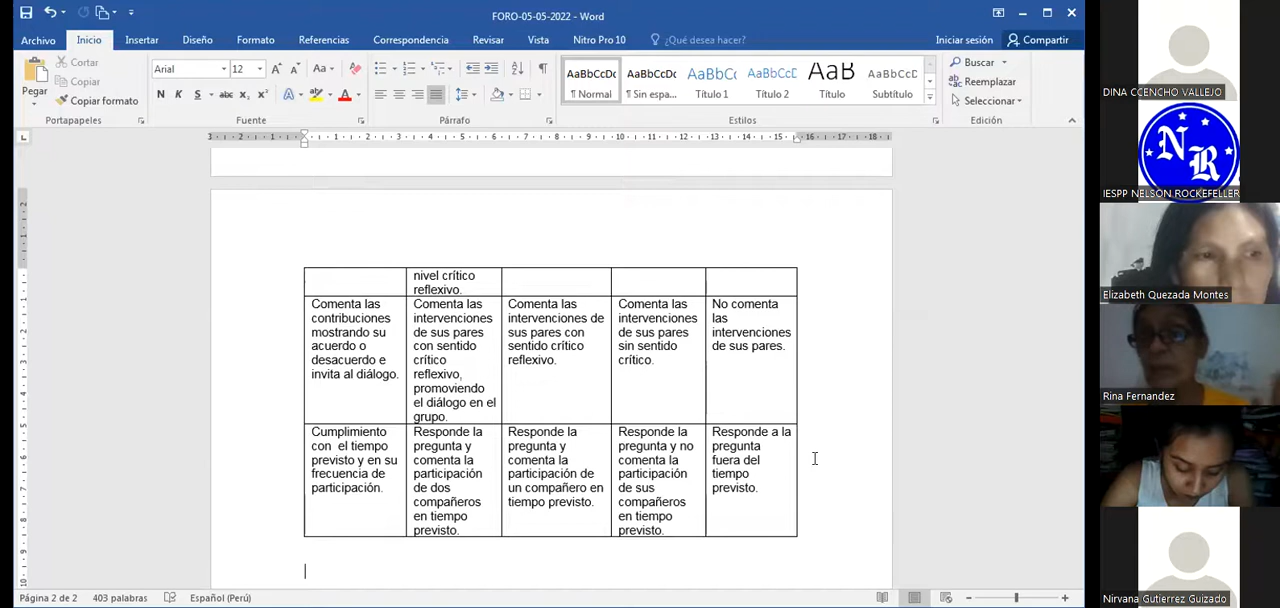 FORO-05-05-2022 - Word
Archivo Inicio Insertar Diseño Formato Referencias Correspondencia Revisar Vista Nitro Pro 10 ¿Qué desea hacer? Iniciar sesión Compartir
Pegar
Cortar
Copiar
Copiar formato
Portapapeles
Arial 12
Fuente
Párrafo
AaBbCcDc AaBbCcDc AaBbC AaBbCcD AaB AaBbCcD
¶ Normal ¶ Sin espa... Título 1 Título 2 Título Subtítulo
Estilos
Buscar
Reemplazar
Seleccionar
Edición
nivel crítico
reflexivo.
Comenta las
contribuciones
mostrando su
acuerdo o
desacuerdo e
invita al diálogo.
Comenta las
intervenciones
de sus pares
con sentido
crítico
reflexivo,
promoviendo
el diálogo en el
grupo.
Comenta las
intervenciones de
sus pares con
sentido crítico
reflexivo.
Comenta las
intervenciones
de sus pares
sin sentido
crítico.
No comenta
las
intervenciones
de sus pares.
Cumplimiento
con el tiempo
previsto y en su
frecuencia de
participación.
Responde la
pregunta y
comenta la
participación
de dos
compañeros
en tiempo
previsto.
Responde la
pregunta y
comenta la
participación de
un compañero en
tiempo previsto.
Responde la
pregunta y no
comenta la
participación
de sus
compañeros
en tiempo
previsto.
Responde a la
pregunta
fuera del
tiempo
previsto.
Página 2 de 2 403 palabras Español (Perú)
DINA CCENCHO VALLEJO
NR
IESPP NELSON ROCKEFELLER
Elizabeth Quezada Montes
Rina Fernandez
Nirvana Gutierrez Guizado